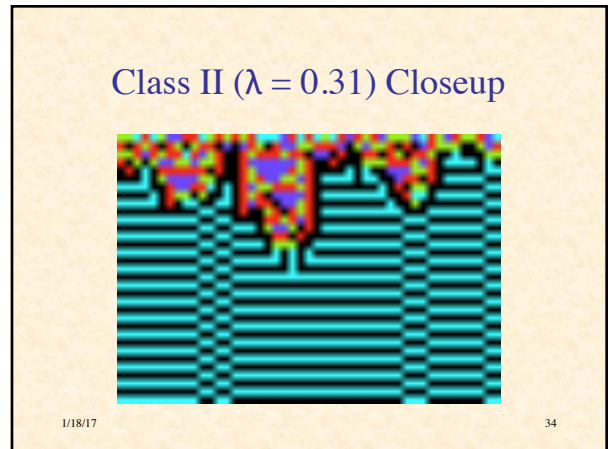 Class II (λ = 0.31) Closeup
1/18/17
34